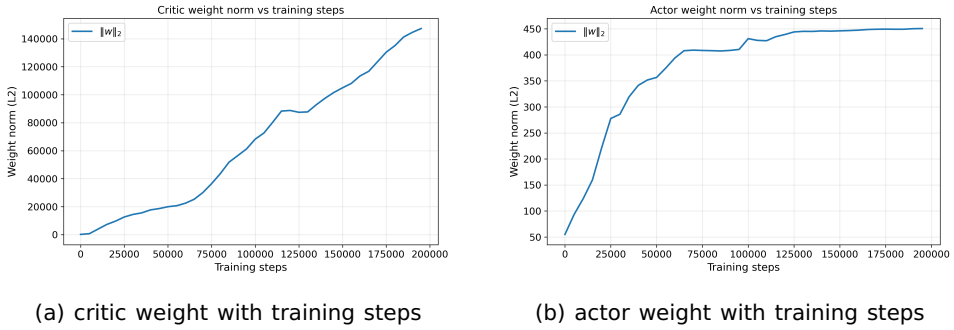 Critic weight norm vs training steps
‖w‖₂
140000
120000
100000
80000
60000
40000
20000
0
Weight norm (L2)
0 25000 50000 75000 100000 125000 150000 175000 200000
Training steps
(a) critic weight with training steps
Actor weight norm vs training steps
‖w‖₂
450
400
350
300
250
200
150
100
50
Weight norm (L2)
0 25000 50000 75000 100000 125000 150000 175000 200000
Training steps
(b) actor weight with training steps